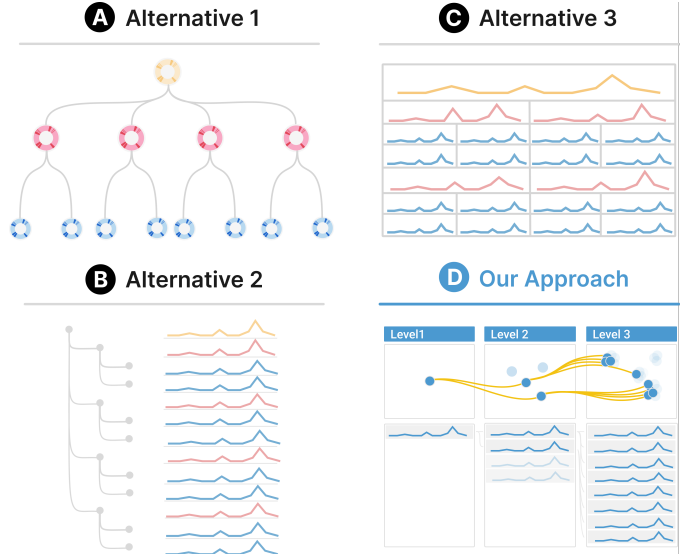 A Alternative 1
C Alternative 3
B Alternative 2
D Our Approach
Level1 Level 2 Level 3